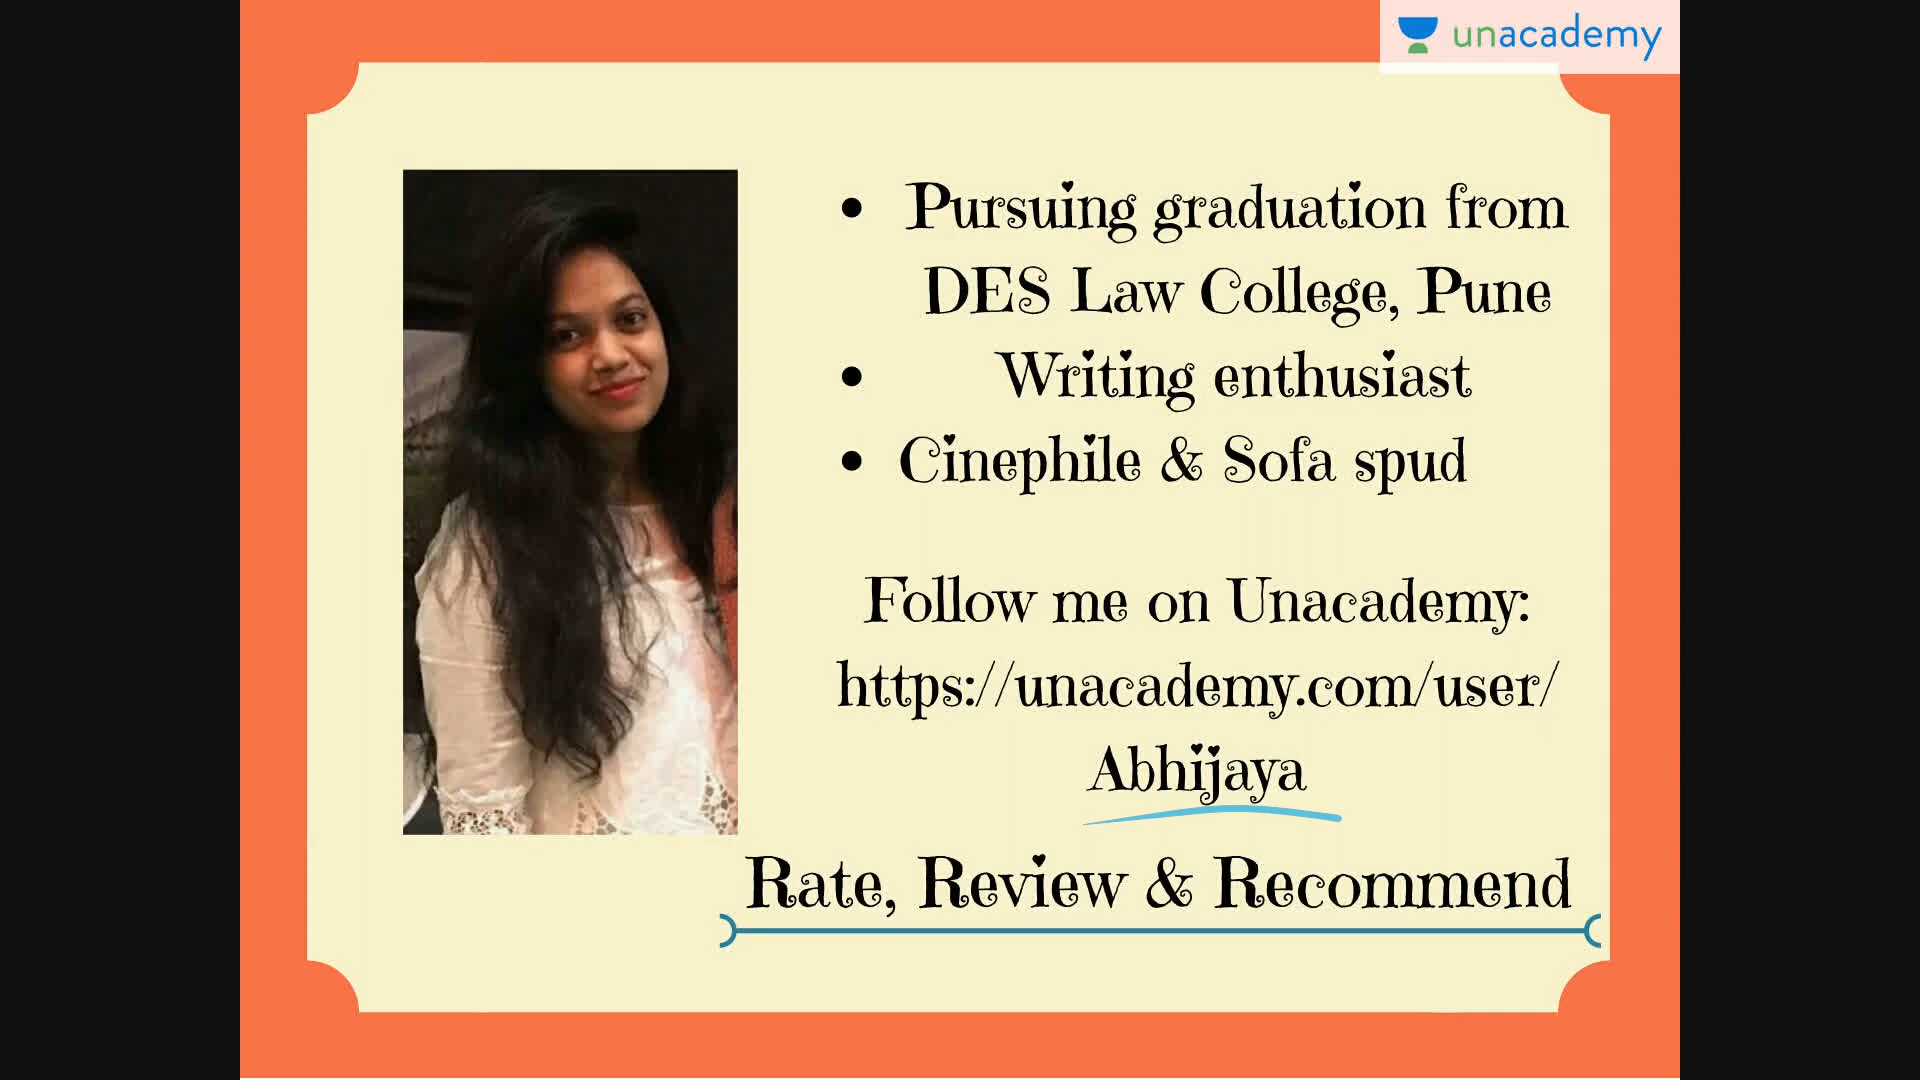 unacademy
• Pursuing graduation from
DES Law College, Pune
• Writing enthusiast
• Cinephile & Sofa spud
Follow me on Unacademy:
https://unacademy.com/user/
Abhijaya
Rate, Review & Recommend